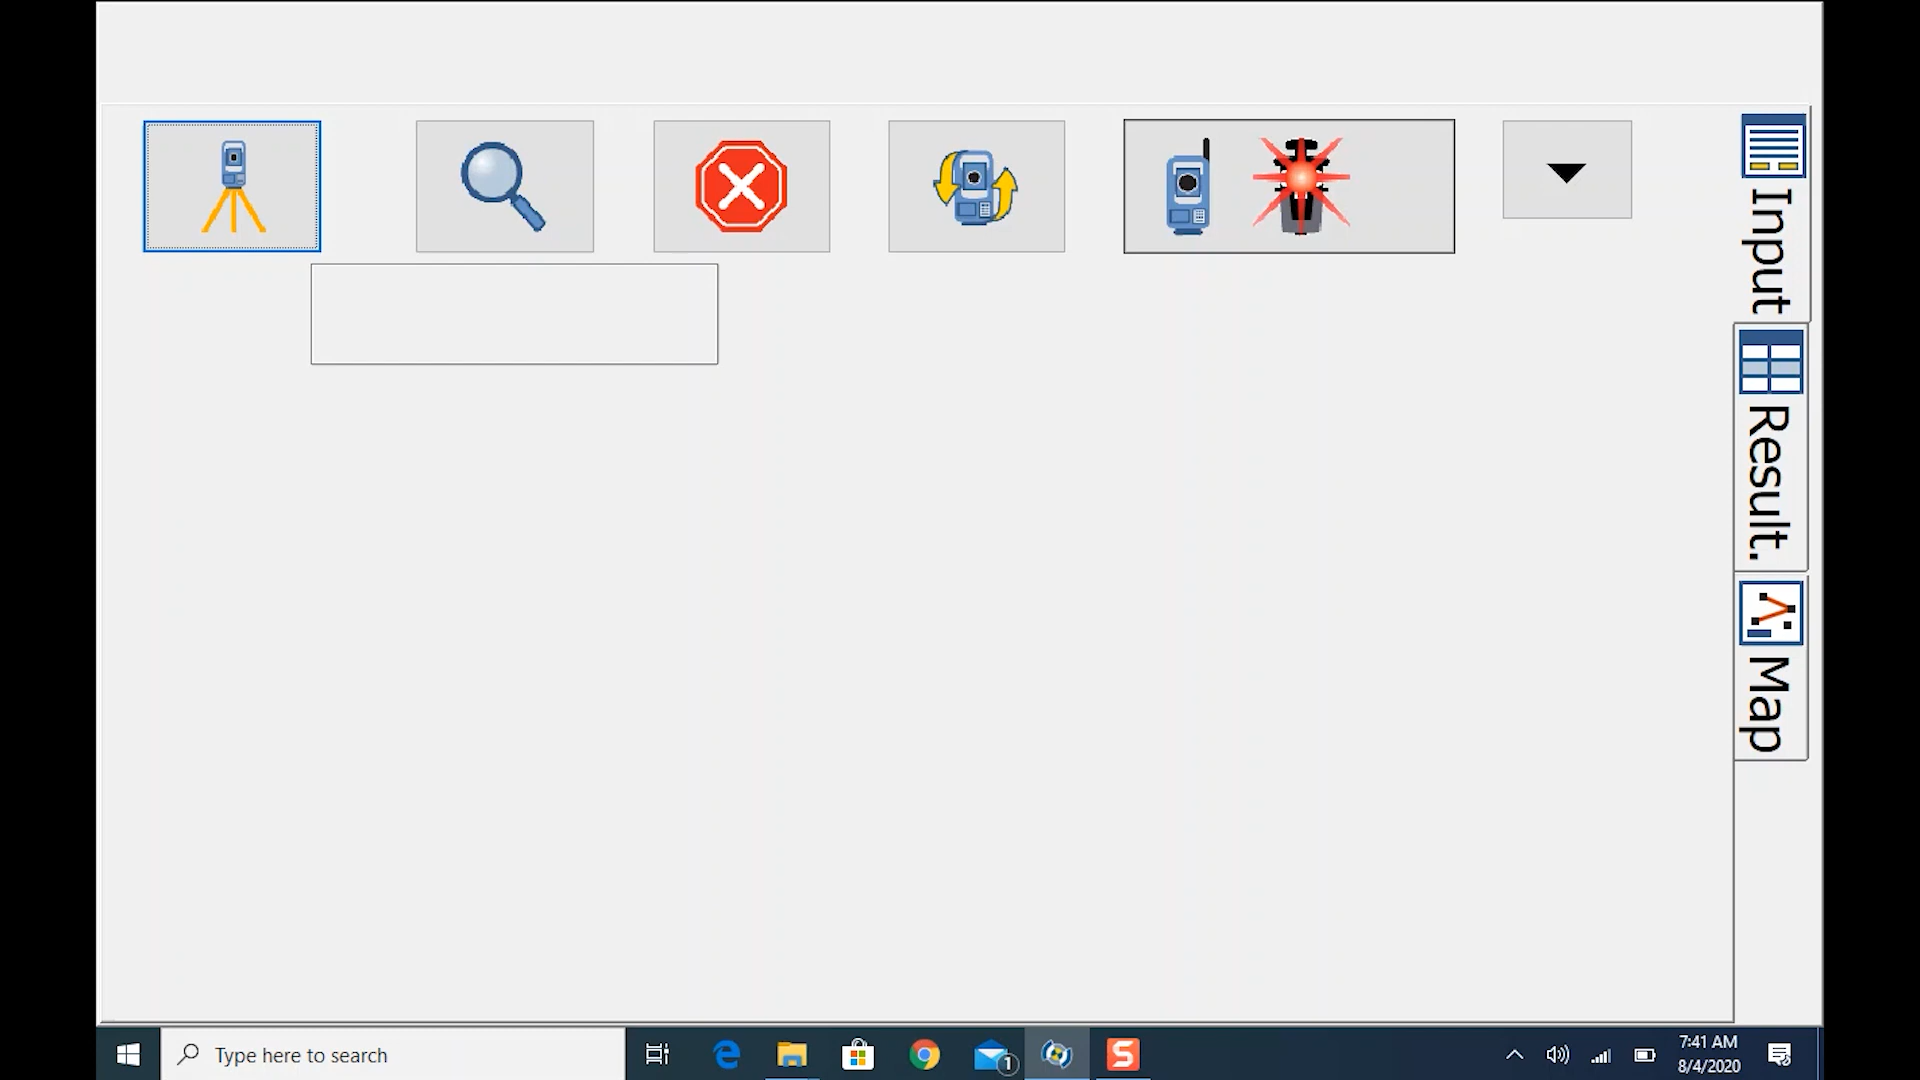 Input
Result.
Map
Type here to search
1
S
7:41 AM
8/4/2020